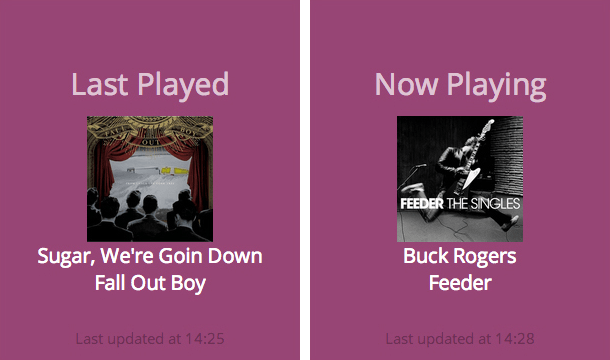 Last Played
FALL OUT BOY
Sugar, We're Goin Down
Fall Out Boy
Last updated at 14:25
Now Playing
FEEDER THE SINGLES
Buck Rogers
Feeder
Last updated at 14:28